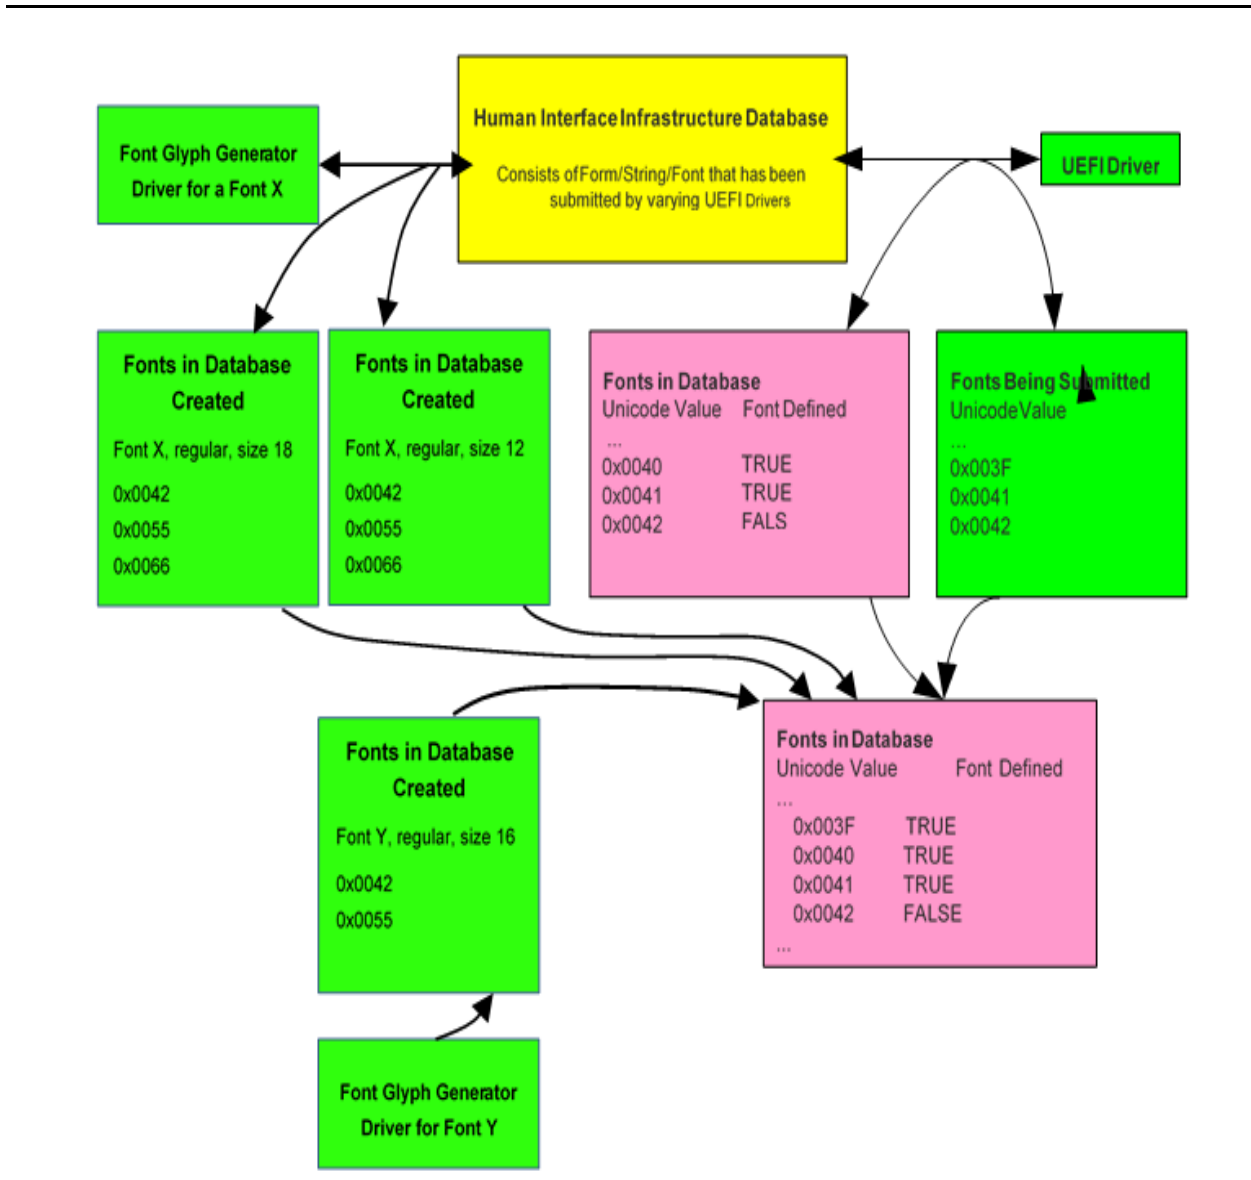 Font Glyph Generator
Driver for a Font X
Human Interface Infrastructure Database
Consists of Form/String/Font that has been
submitted by varying UEFI Drivers
UEFI Driver
Fonts in Database
Created
Font X, regular, size 18
0x0042
0x0055
0x0066
Fonts in Database
Created
Font X, regular, size 12
0x0042
0x0055
0x0066
Fonts in Database
Unicode Value Font Defined
...
0x0040 TRUE
0x0041 TRUE
0x0042 FALS
Fonts Being Submitted
Unicode Value
...
0x003F
0x0041
0x0042
Fonts in Database
Created
Font Y, regular, size 16
0x0042
0x0055
Fonts in Database
Unicode Value Font Defined
...
0x003F TRUE
0x0040 TRUE
0x0041 TRUE
0x0042 FALSE
...
Font Glyph Generator
Driver for Font Y